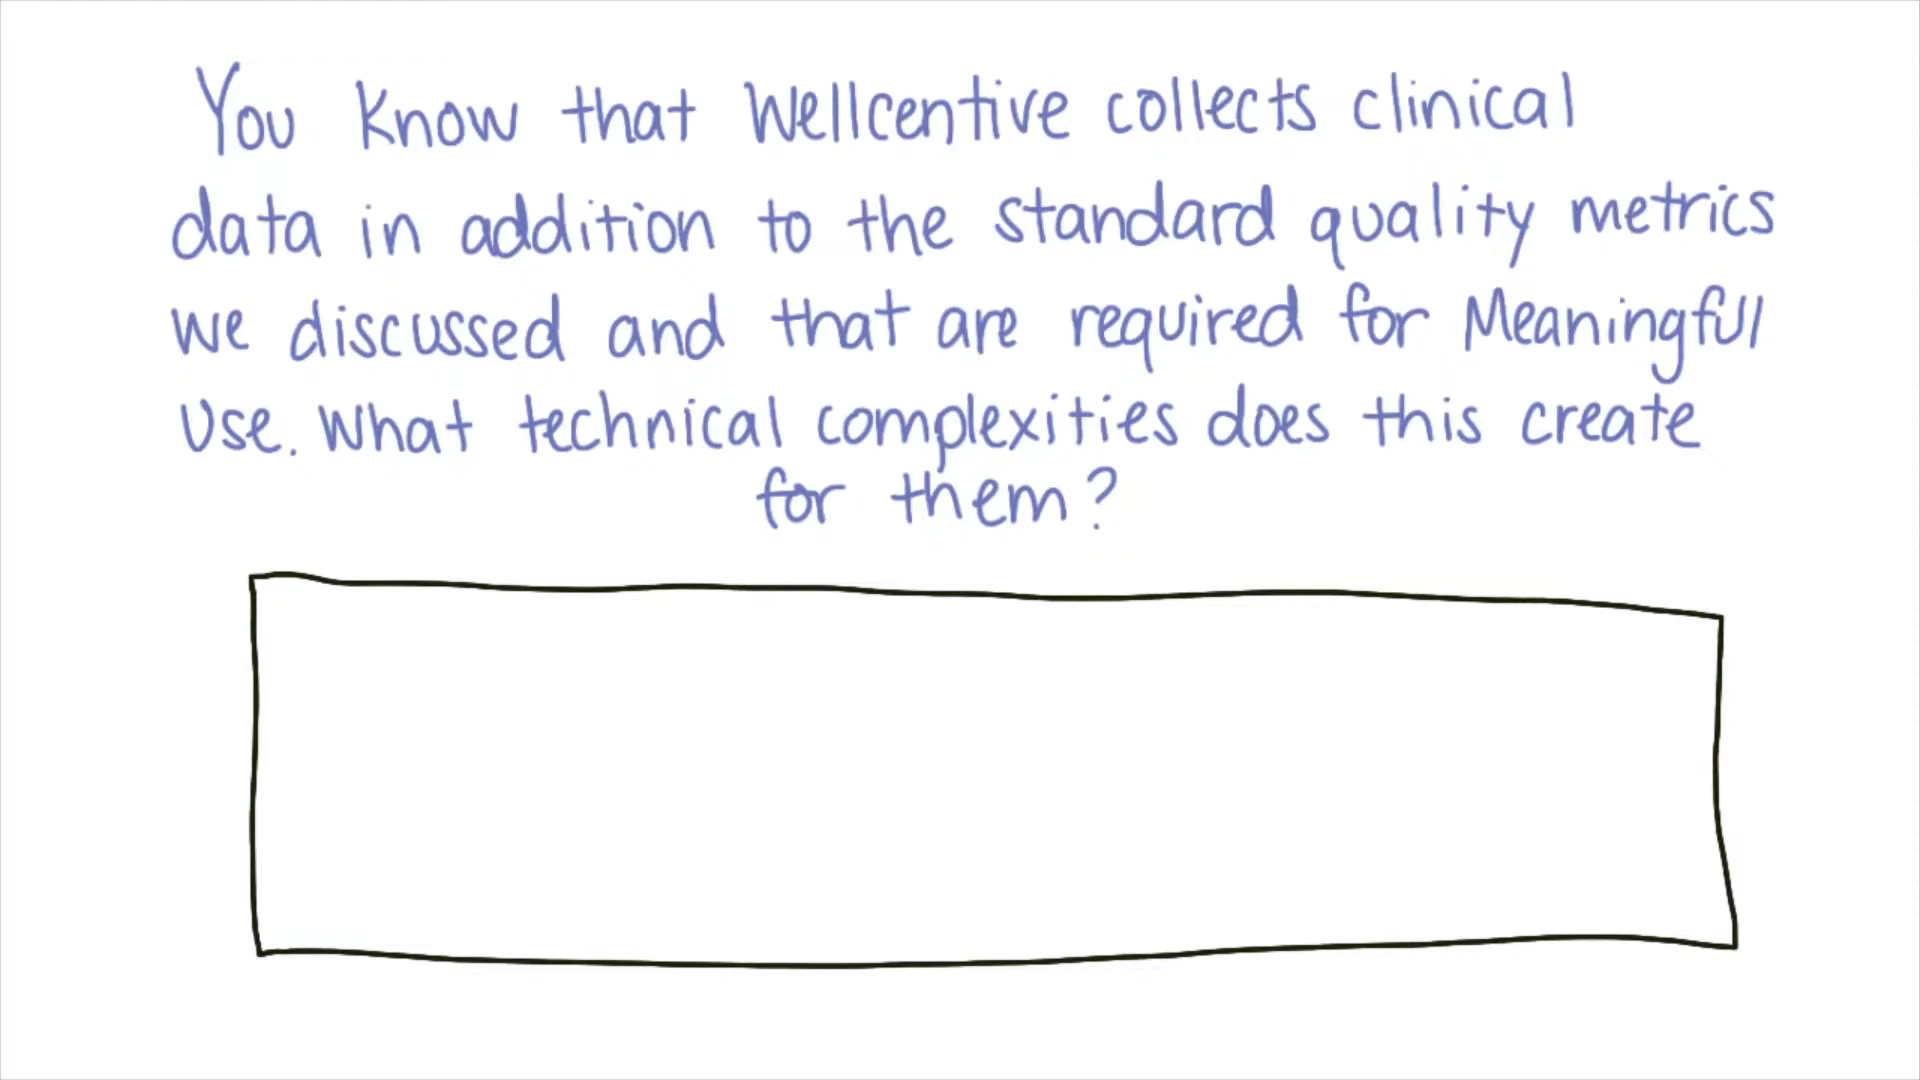 You know that Wellcentive collects clinical
data in addition to the standard quality metrics
we discussed and that are required for Meaningful
Use. What technical complexities does this create
for them?